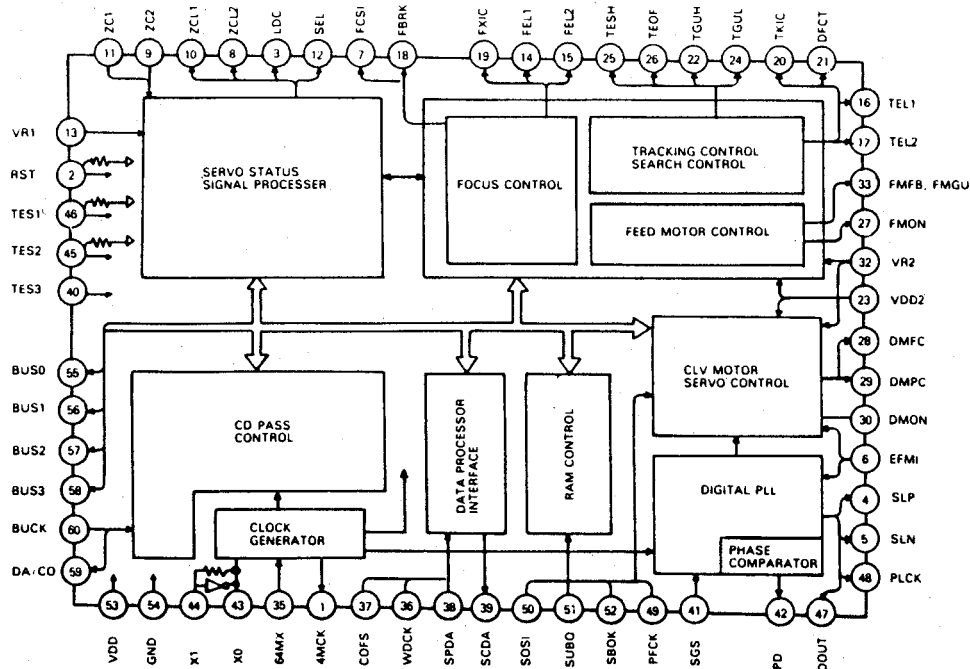 ZC1
ZC2
ZCL1
ZCL2
LDC
SEL
FCSI
FBRK
FXIC
FEL1
FEL2
TESH
TEOF
TGUH
TGUL
TKIC
DFCT
11
9
10
8
3
12
7
18
19
14
15
25
26
22
24
20
21
VR1
13
RST
2
TES1
46
TES2
45
TES3
40
BUS0
55
BUS1
56
BUS2
57
BUS3
58
BUCK
60
DA/CO
59
SERVO STATUS
SIGNAL PROCESSER
FOCUS CONTROL
TRACKING CONTROL
SEARCH CONTROL
FEED MOTOR CONTROL
16
TEL1
17
TEL2
33
FMFB, FMGU
27
FMON
32
VR2
23
VDD2
28
DMFC
29
DMPC
30
DMON
6
EFMI
4
SLP
5
SLN
48
PLCK
CD PASS
CONTROL
CLOCK
GENERATOR
DATA PROCESSOR
INTERFACE
RAM CONTROL
CLV MOTOR
SERVO CONTROL
DIGITAL PLL
PHASE
COMPARATOR
53
54
44
43
35
1
37
36
38
39
50
51
52
49
41
42
47
VDD
GND
X1
X0
64MX
4MCK
COFS
WDCK
SPDA
SCDA
SOSI
SUBQ
SBOK
PFCK
SGS
PD
DOUT